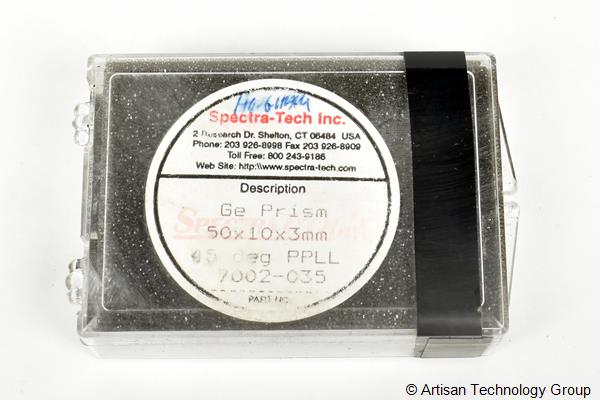 Spectra-Tech Inc.
2 Research Dr. Shelton, CT 06484 USA
Phone: 203 926-8998 Fax 203 926-8909
Toll Free: 800 243-9186
Web Site: http:\\www.spectra-tech.com
Description
Ge Prism
50x10x3mm
45 deg PPLL
7002-035
PART NO.
© Artisan Technology Group